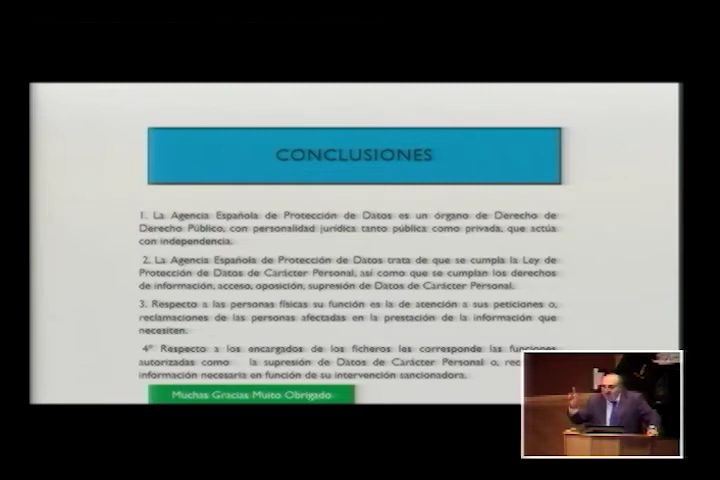 CONCLUSIONES
1. La Agencia Española de Protección de Datos es un órgano de Derecho de
Derecho Público, con personalidad jurídica tanto pública como privada, que actúa
con independencia.
2. La Agencia Española de Protección de Datos trata de que se cumpla la Ley de
Protección de Datos de Carácter Personal, así como que se cumplan los derechos
de información, acceso, oposición, supresión de Datos de Carácter Personal.
3. Respecto a las personas físicas su función es la de atención a sus peticiones o,
reclamaciones de las personas afectadas en la prestación de la información que
necesiten.
4º Respecto a los encargados de los ficheros les corresponde las funciones
autorizadas como la supresión de Datos de Carácter Personal o,
información necesaria en función de su intervención sancionadora.
Muchas Gracias Muito Obrigado